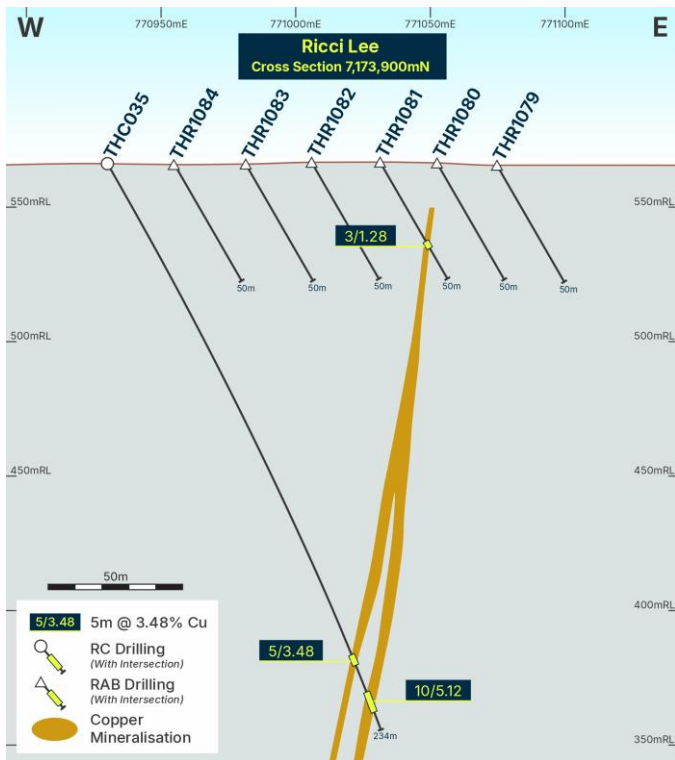 W
770950mE
771000mE
771050mE
771100mE
E
Ricci Lee
Cross Section 7,173,900mN
THC035
THR1084
THR1083
THR1082
THR1081
THR1080
THR1079
550mRL
550mRL
3/1.28
50m
50m
50m
50m
50m
50m
500mRL
500mRL
450mRL
450mRL
50m
400mRL
5/3.48
5m @ 3.48% Cu
RC Drilling
(With Intersection)
RAB Drilling
(With Intersection)
Copper
Mineralisation
5/3.48
10/5.12
234m
350mRL